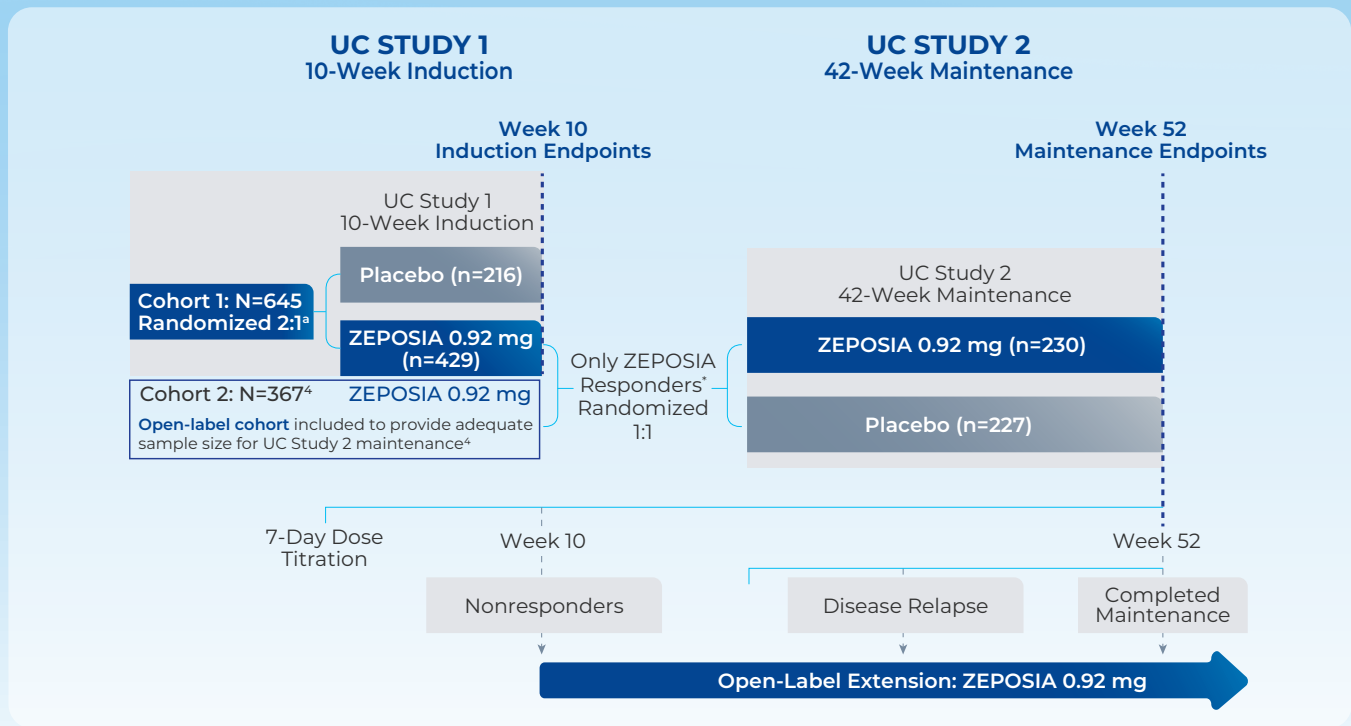 UC STUDY 1
10-Week Induction
UC STUDY 2
42-Week Maintenance
Week 10
Induction Endpoints
Week 52
Maintenance Endpoints
UC Study 1
10-Week Induction
Placebo (n=216)
Cohort 1: N=645
Randomized 2:1ᵃ
ZEPOSIA 0.92 mg
(n=429)
Cohort 2: N=367⁴ ZEPOSIA 0.92 mg
Open-label cohort included to provide adequate
sample size for UC Study 2 maintenance⁴
Only ZEPOSIA
Responders*
Randomized
1:1
UC Study 2
42-Week Maintenance
ZEPOSIA 0.92 mg (n=230)
Placebo (n=227)
7-Day Dose
Titration
Week 10
Week 52
Nonresponders
Disease Relapse
Completed
Maintenance
Open-Label Extension: ZEPOSIA 0.92 mg